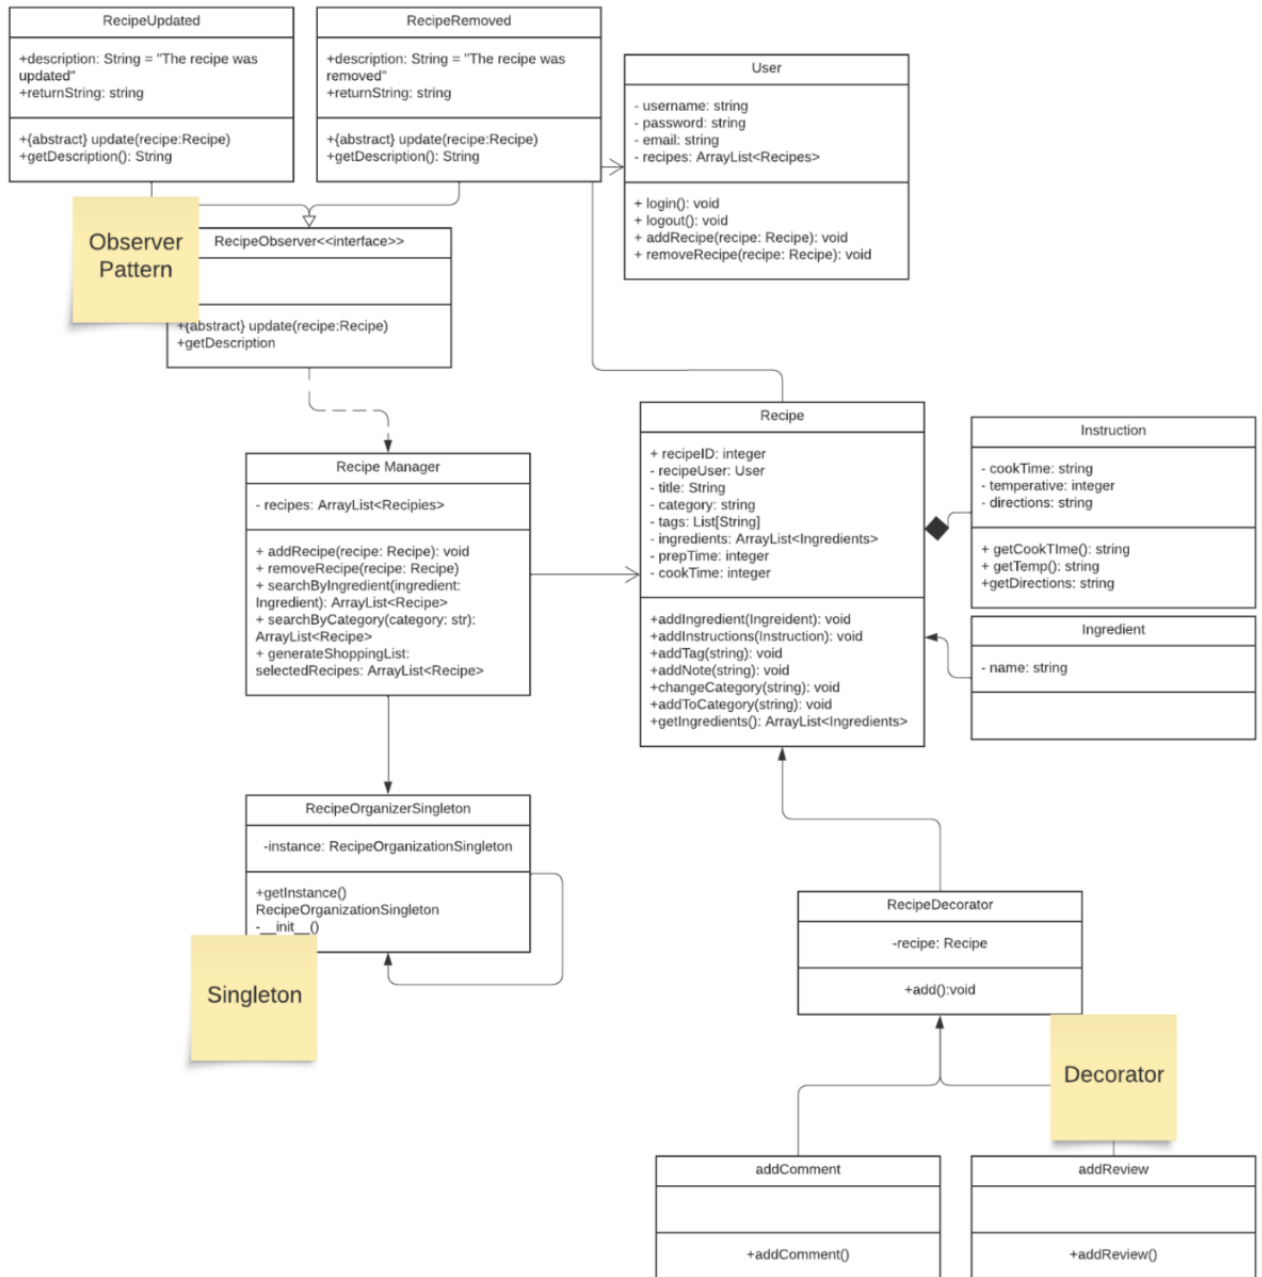 RecipeUpdated
+description: String = "The recipe was
updated"
+returnString: string
+{abstract} update(recipe:Recipe)
+getDescription(): String
RecipeRemoved
+description: String = "The recipe was
removed"
+returnString: string
+{abstract} update(recipe:Recipe)
+getDescription(): String
User
- username: string
- password: string
- email: string
- recipes: ArrayList<Recipes>
+ login(): void
+ logout(): void
+ addRecipe(recipe: Recipe): void
+ removeRecipe(recipe: Recipe): void
Observer
Pattern
RecipeObserver<<interface>>
+{abstract} update(recipe:Recipe)
+getDescription
Recipe Manager
- recipes: ArrayList<Recipies>
+ addRecipe(recipe: Recipe): void
+ removeRecipe(recipe: Recipe)
+ searchByIngredient(ingredient:
Ingredient): ArrayList<Recipe>
+ searchByCategory(category: str):
ArrayList<Recipe>
+ generateShoppingList:
selectedRecipes: ArrayList<Recipe>
Recipe
+ recipeID: integer
- recipeUser: User
- title: String
- category: string
- tags: List[String]
- ingredients: ArrayList<Ingredients>
- prepTime: integer
- cookTime: integer
+addIngredient(Ingreident): void
+addInstructions(Instruction): void
+addTag(string): void
+addNote(string): void
+changeCategory(string): void
+addToCategory(string): void
+getIngredients(): ArrayList<Ingredients>
Instruction
- cookTime: string
- temperative: integer
- directions: string
+ getCookTIme(): string
+ getTemp(): string
+getDirections: string
Ingredient
- name: string
RecipeOrganizerSingleton
-instance: RecipeOrganizationSingleton
+getInstance()
RecipeOrganizationSingleton
-__init__()
Singleton
RecipeDecorator
-recipe: Recipe
+add():void
Decorator
addComment
+addComment()
addReview
+addReview()